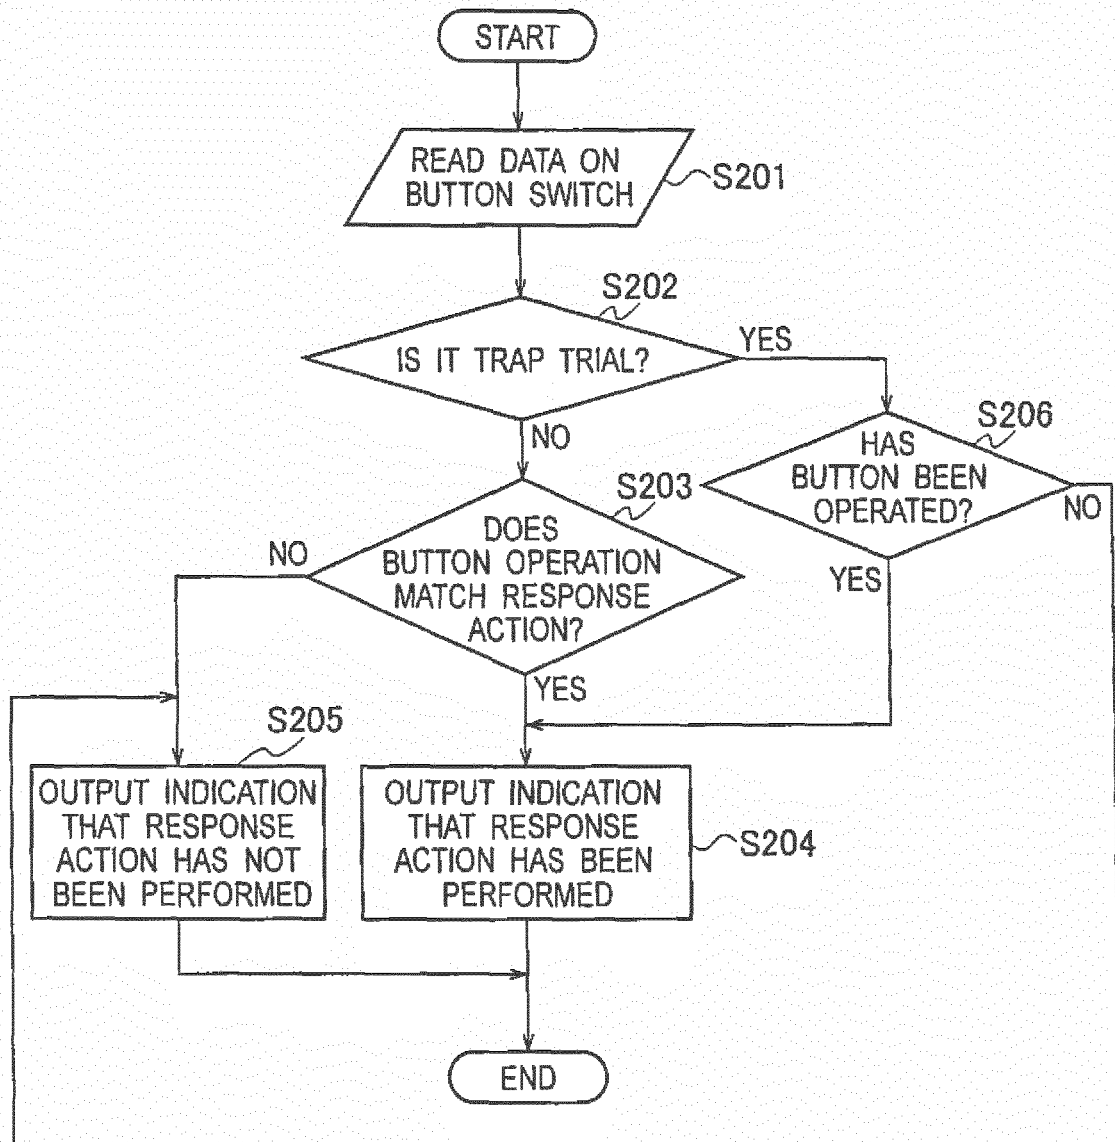 START
READ DATA ON
BUTTON SWITCH
S201
S202
IS IT TRAP TRIAL?
YES
NO
S206
HAS
BUTTON BEEN
OPERATED?
NO
YES
S203
DOES
BUTTON OPERATION
MATCH RESPONSE
ACTION?
NO
YES
S205
OUTPUT INDICATION
THAT RESPONSE
ACTION HAS NOT
BEEN PERFORMED
OUTPUT INDICATION
THAT RESPONSE
ACTION HAS BEEN
PERFORMED
S204
END